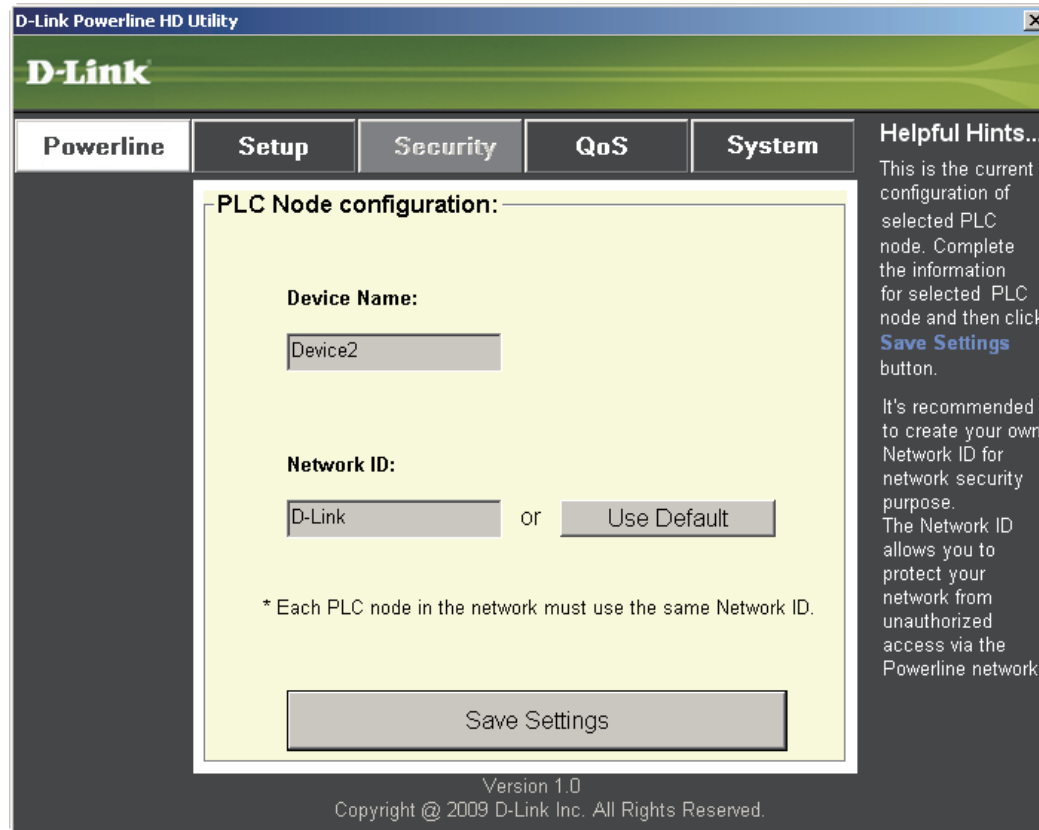 D-Link Powerline HD Utility
D-Link
Powerline
Setup
Security
QoS
System
PLC Node configuration:
Device Name:
Device2
Network ID:
D-Link
or
Use Default
* Each PLC node in the network must use the same Network ID.
Save Settings
Helpful Hints...
This is the current
configuration of
selected PLC
node. Complete
the information
for selected PLC
node and then click
Save Settings
button.
It's recommended
to create your own
Network ID for
network security
purpose.
The Network ID
allows you to
protect your
network from
unauthorized
access via the
Powerline network
Version 1.0
Copyright @ 2009 D-Link Inc. All Rights Reserved.